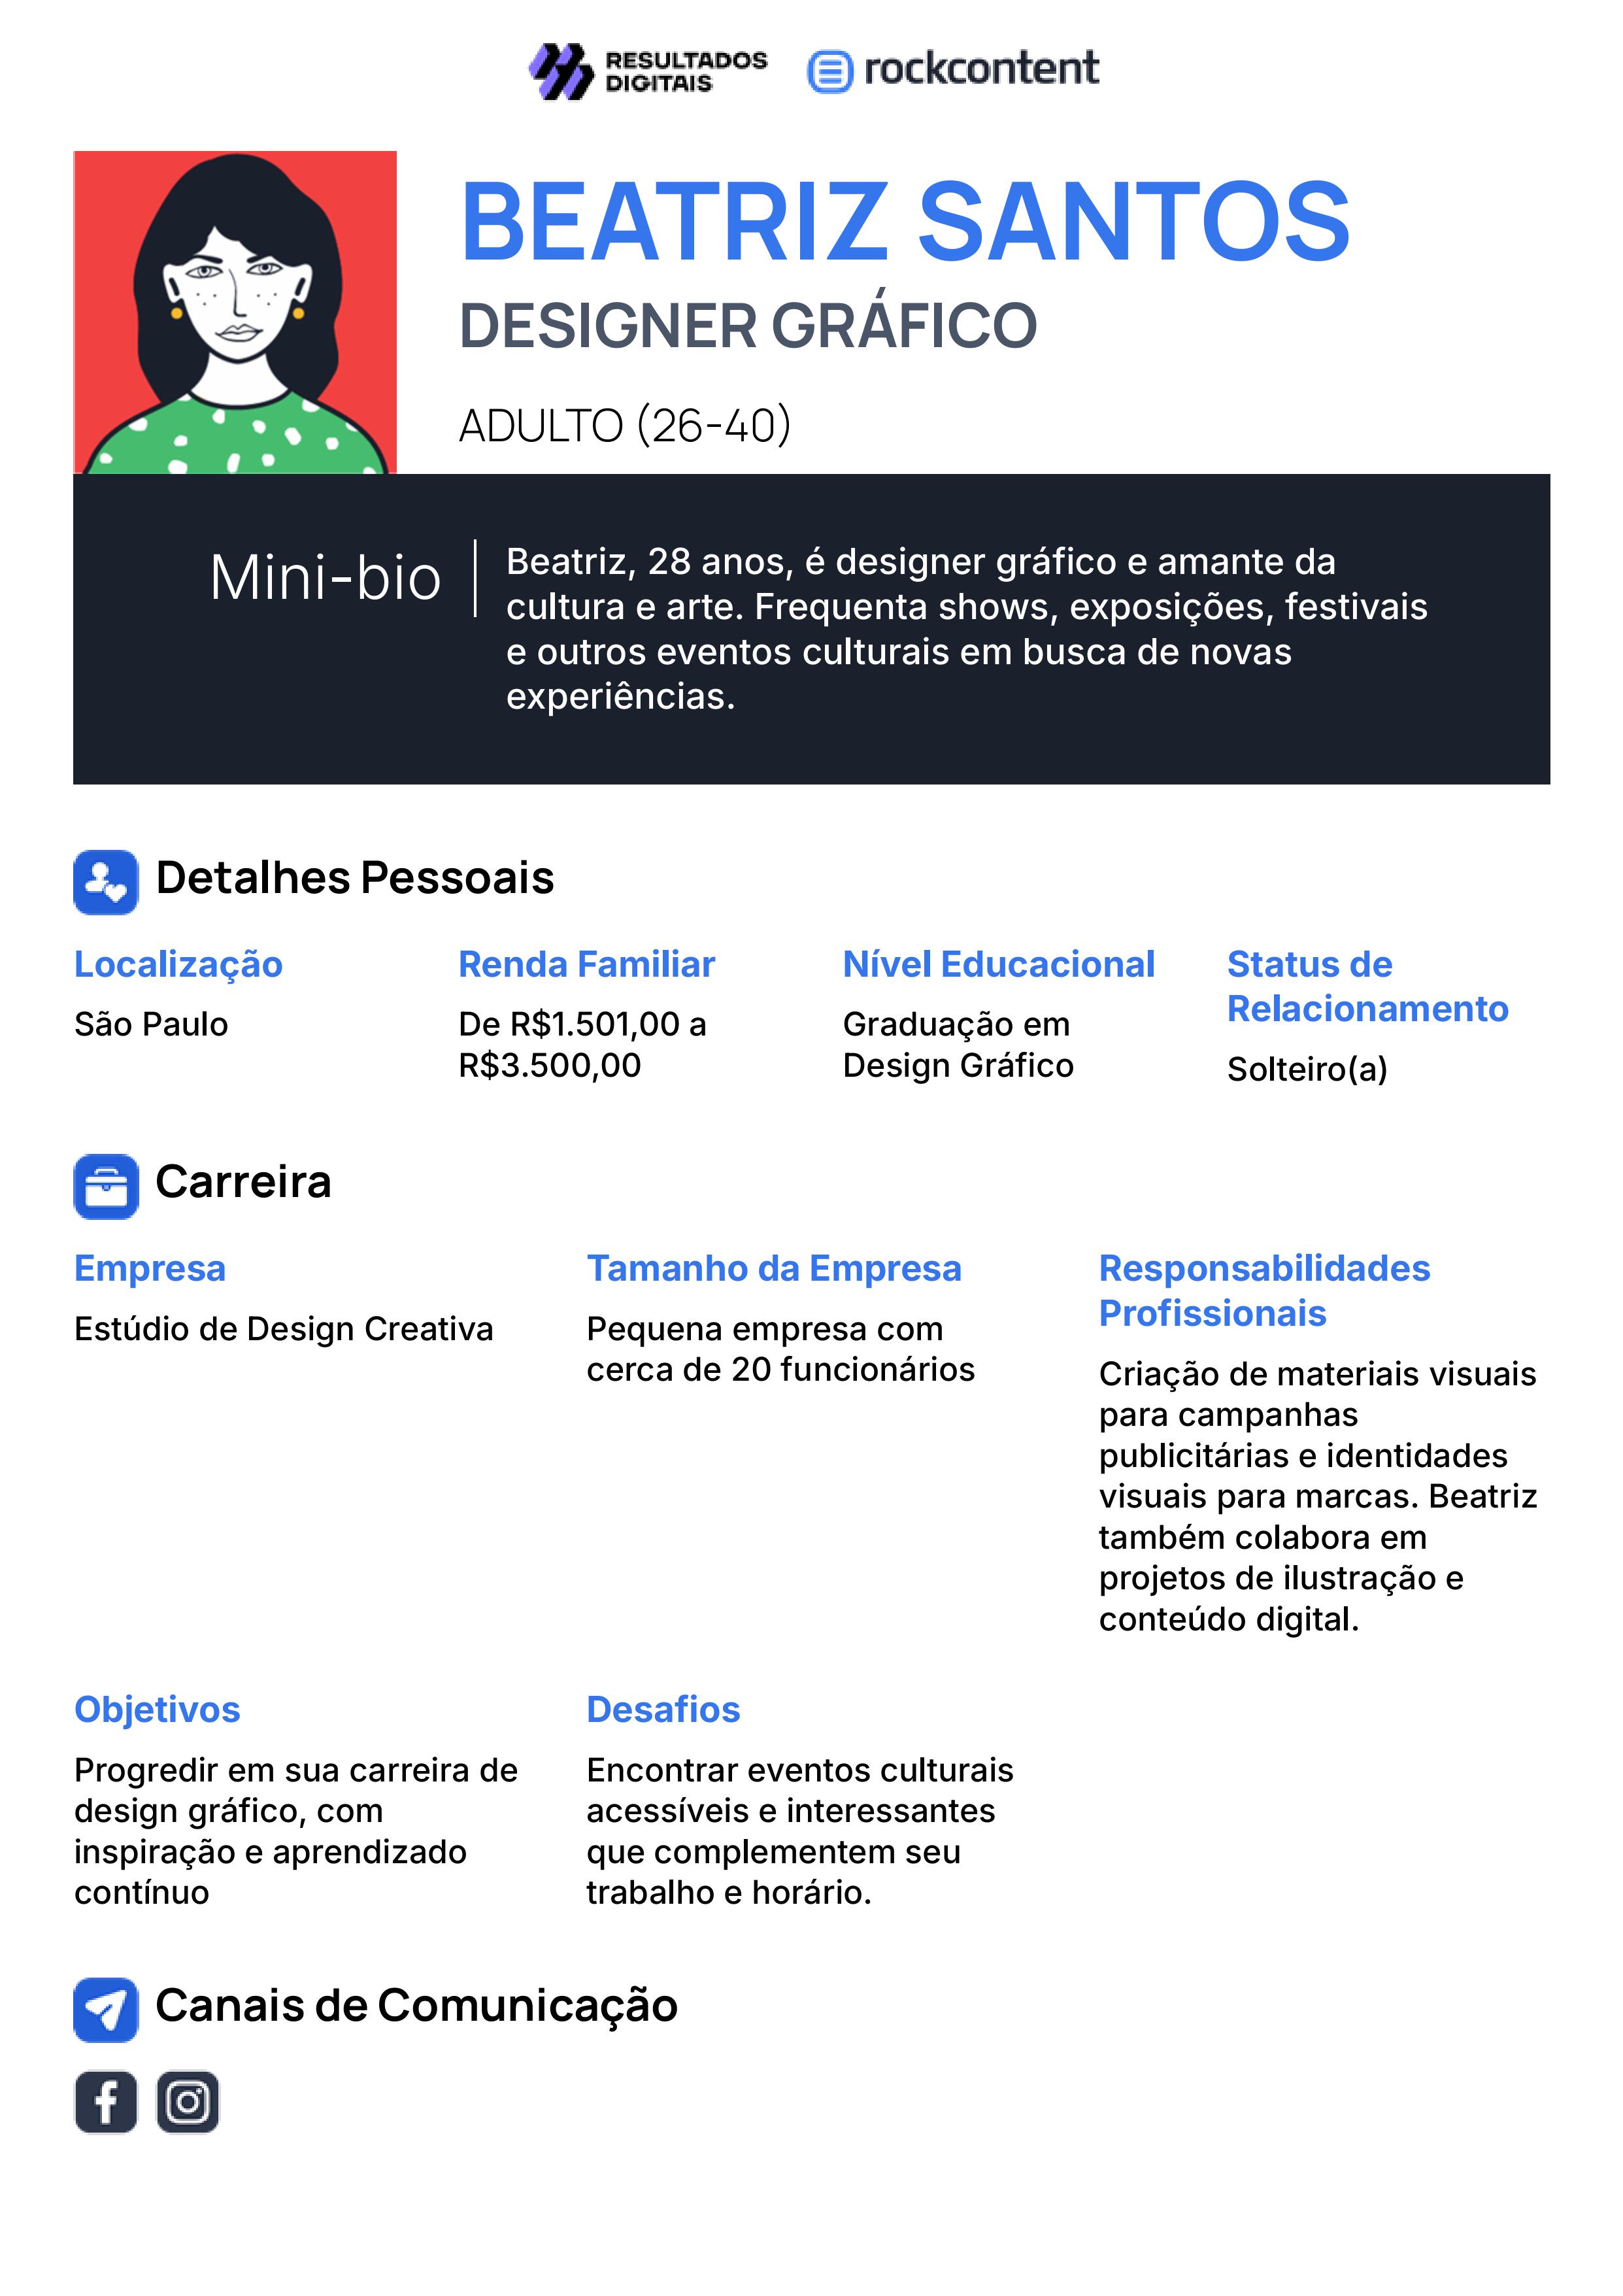 RESULTADOS
DIGITAIS
rockcontent
BEATRIZ SANTOS
DESIGNER GRÁFICO
ADULTO (26-40)
Mini-bio
Beatriz, 28 anos, é designer gráfico e amante da
cultura e arte. Frequenta shows, exposições, festivais
e outros eventos culturais em busca de novas
experiências.
Detalhes Pessoais
Localização
São Paulo
Renda Familiar
De R$1.501,00 a
R$3.500,00
Nível Educacional
Graduação em
Design Gráfico
Status de
Relacionamento
Solteiro(a)
Carreira
Empresa
Estúdio de Design Creativa
Tamanho da Empresa
Pequena empresa com
cerca de 20 funcionários
Responsabilidades
Profissionais
Criação de materiais visuais
para campanhas
publicitárias e identidades
visuais para marcas. Beatriz
também colabora em
projetos de ilustração e
conteúdo digital.
Objetivos
Progredir em sua carreira de
design gráfico, com
inspiração e aprendizado
contínuo
Desafios
Encontrar eventos culturais
acessíveis e interessantes
que complementem seu
trabalho e horário.
Canais de Comunicação